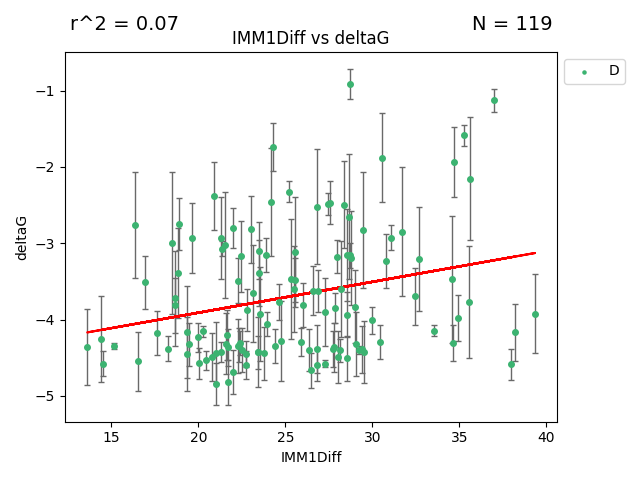 r^2 = 0.07 N = 119
IMM1Diff vs deltaG
D
deltaG
−1
−2
−3
−4
−5
15 20 25 30 35 40
IMM1Diff